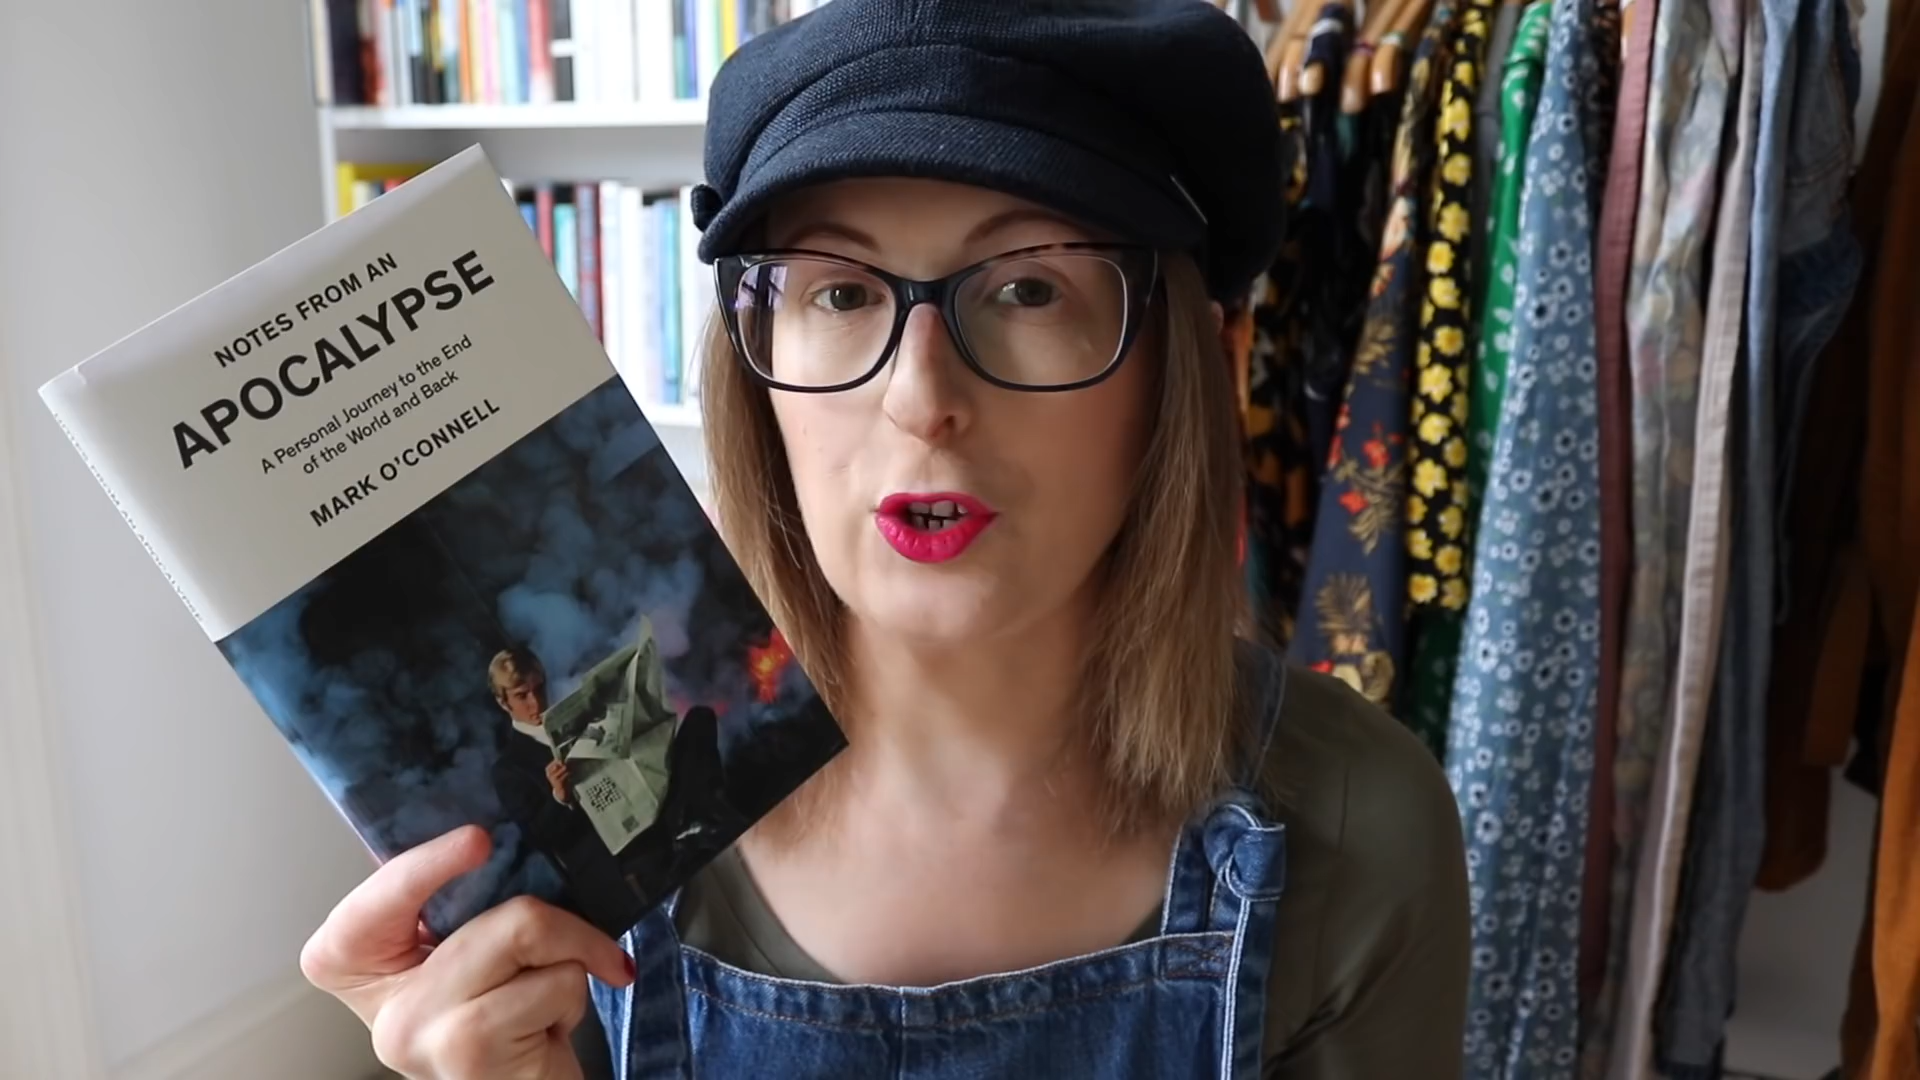 NOTES FROM AN
APOCALYPSE
A Personal Journey to the End
of the World and Back
MARK O'CONNELL